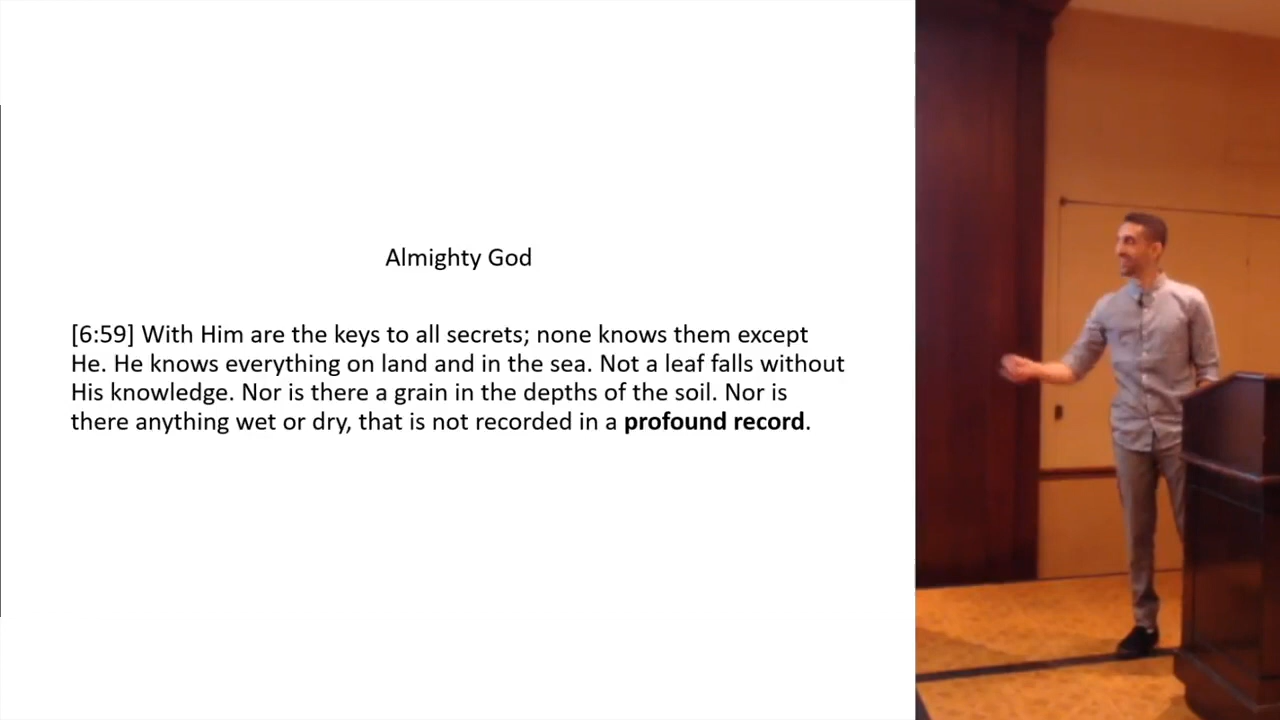 Almighty God
[6:59] With Him are the keys to all secrets; none knows them except
He. He knows everything on land and in the sea. Not a leaf falls without
His knowledge. Nor is there a grain in the depths of the soil. Nor is
there anything wet or dry, that is not recorded in a profound record.